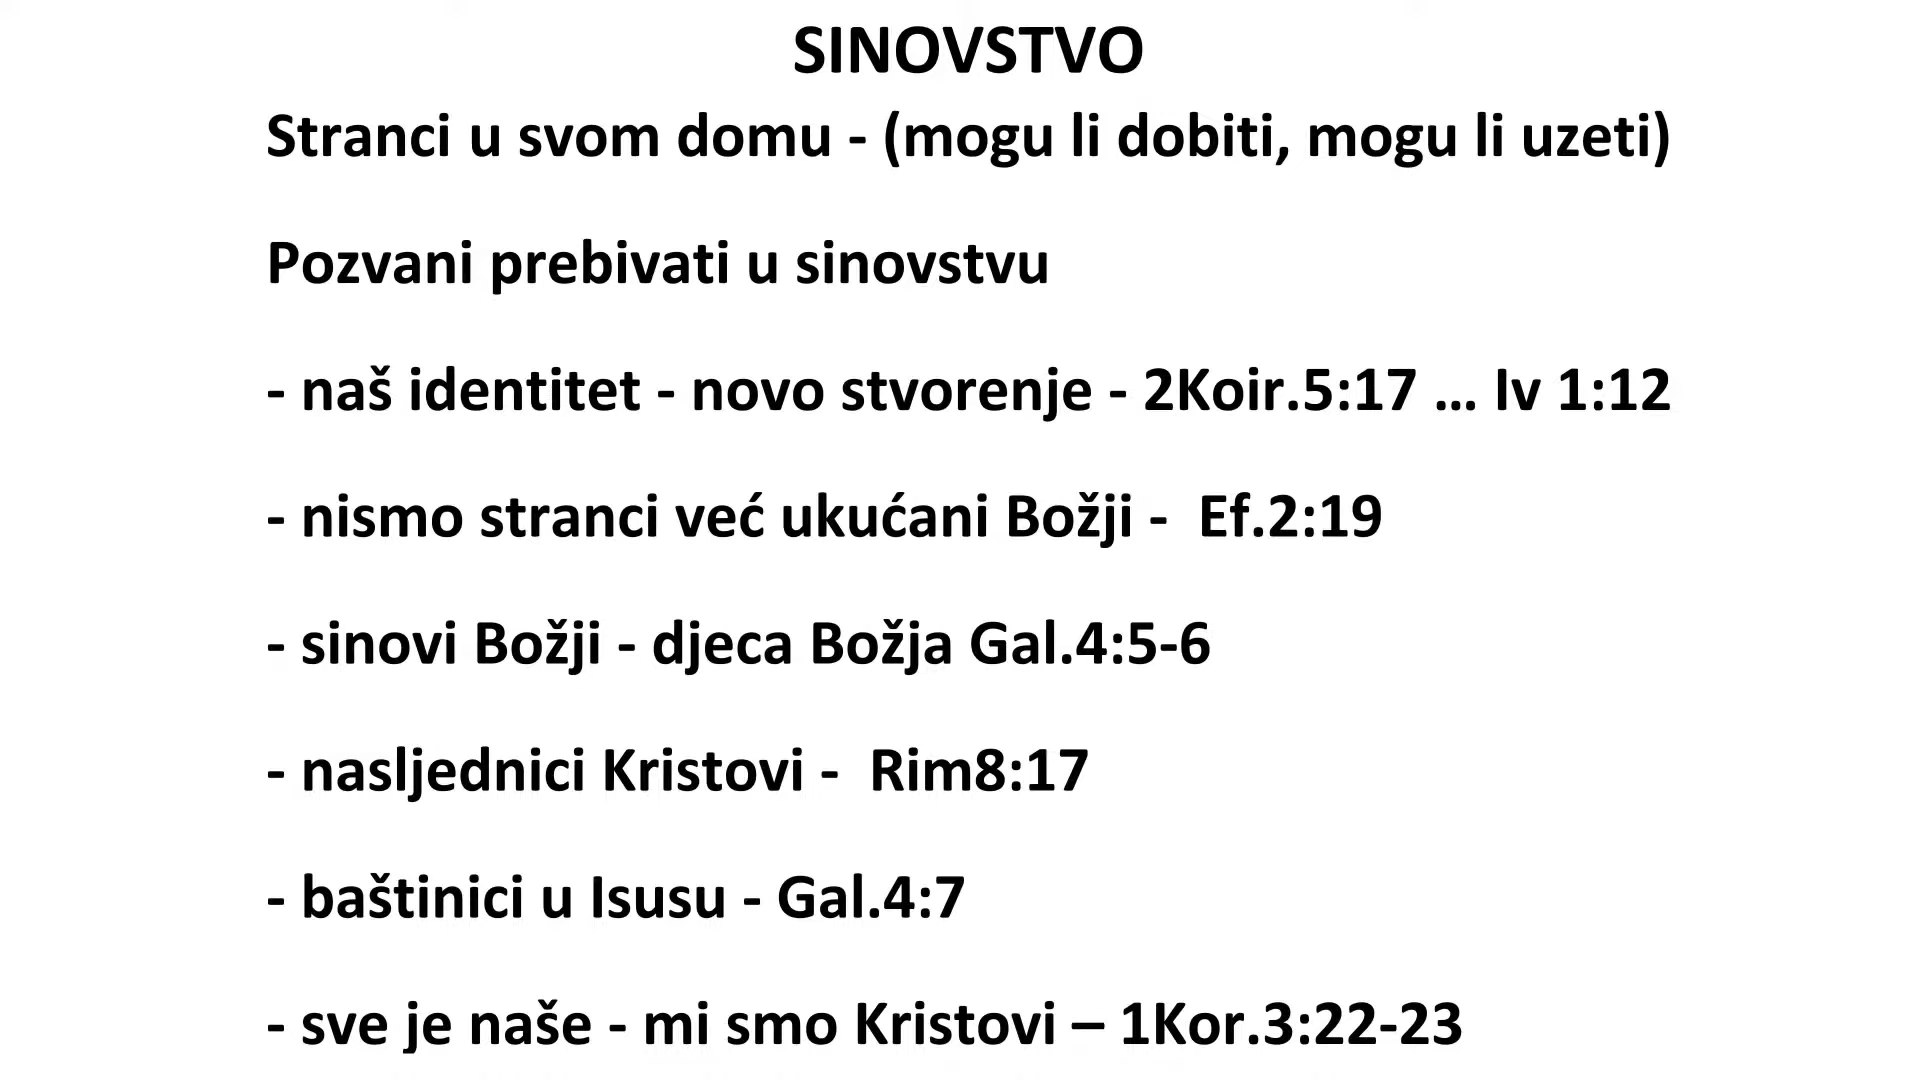 SINOVSTVO
Stranci u svom domu - (mogu li dobiti, mogu li uzeti)
Pozvani prebivati u sinovstvu
- naš identitet - novo stvorenje - 2Koir.5:17 … Iv 1:12
- nismo stranci već ukućani Božji -  Ef.2:19
- sinovi Božji - djeca Božja Gal.4:5-6
- nasljednici Kristovi -  Rim8:17
- baštinici u Isusu - Gal.4:7
- sve je naše - mi smo Kristovi – 1Kor.3:22-23